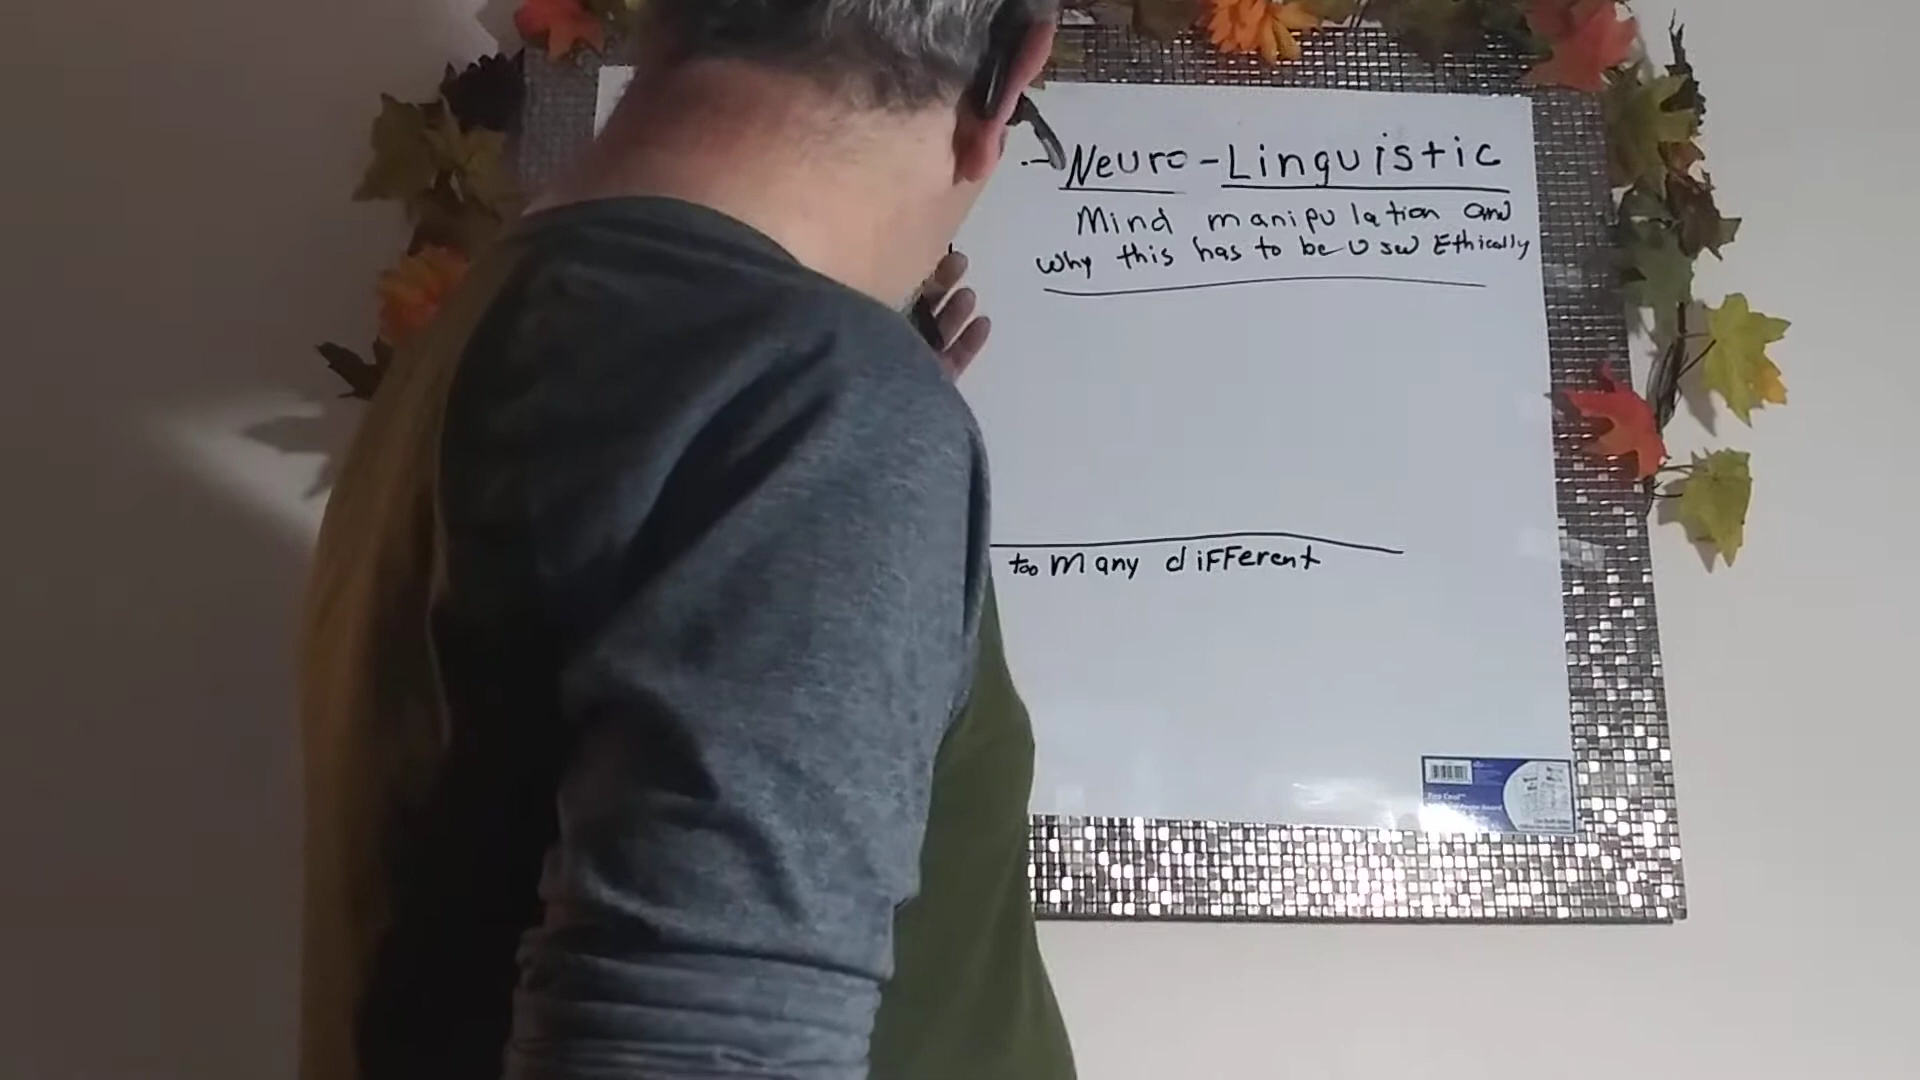 Neuro-Linguistic
Mind manipulation and
why this has to be Used Ethically
too many different